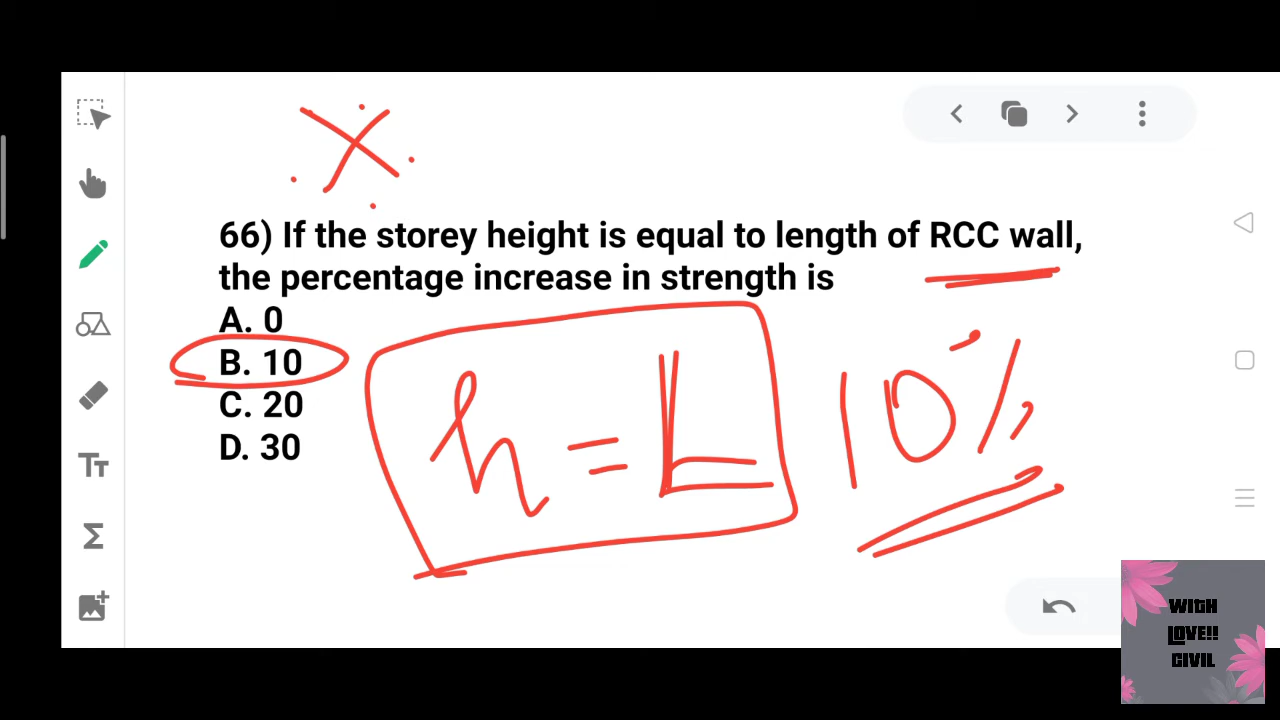 66) If the storey height is equal to length of RCC wall,
the percentage increase in strength is
A. 0
B. 10
C. 20
D. 30
h = L
10%
Tт
Σ
WITH
LOVE!!
CIVIL